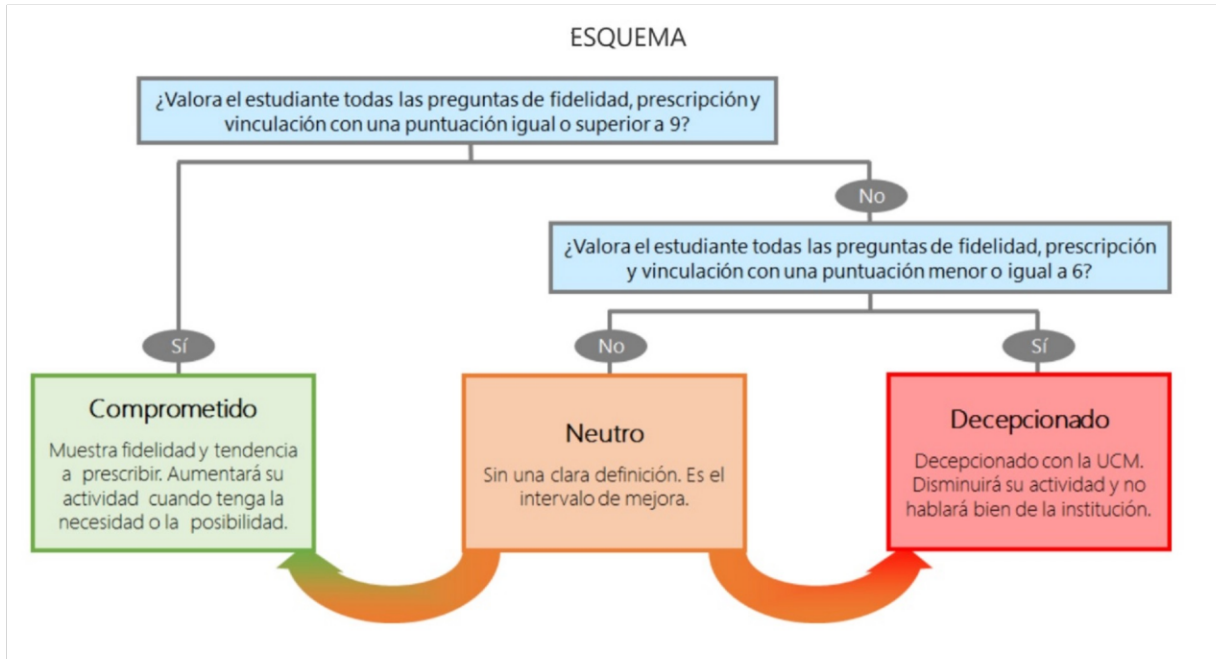 ESQUEMA
¿Valora el estudiante todas las preguntas de fidelidad, prescripción y
vinculación con una puntuación igual o superior a 9?
No
¿Valora el estudiante todas las preguntas de fidelidad, prescripción
y vinculación con una puntuación menor o igual a 6?
Sí
No
Sí
Comprometido
Muestra fidelidad y tendencia
a prescribir. Aumentará su
actividad cuando tenga la
necesidad o la posibilidad.
Neutro
Sin una clara definición. Es el
intervalo de mejora.
Decepcionado
Decepcionado con la UCM.
Disminuirá su actividad y no
hablará bien de la institución.